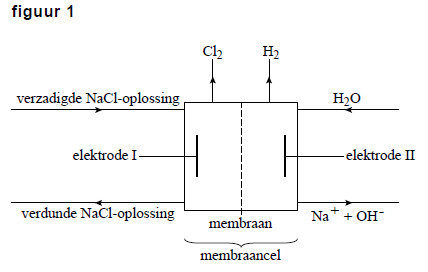 figuur 1
Cl₂ H₂
verzadigde NaCl-oplossing H₂O
elektrode I elektrode II
verdunde NaCl-oplossing Na⁺ + OH⁻
membraan
membraancel